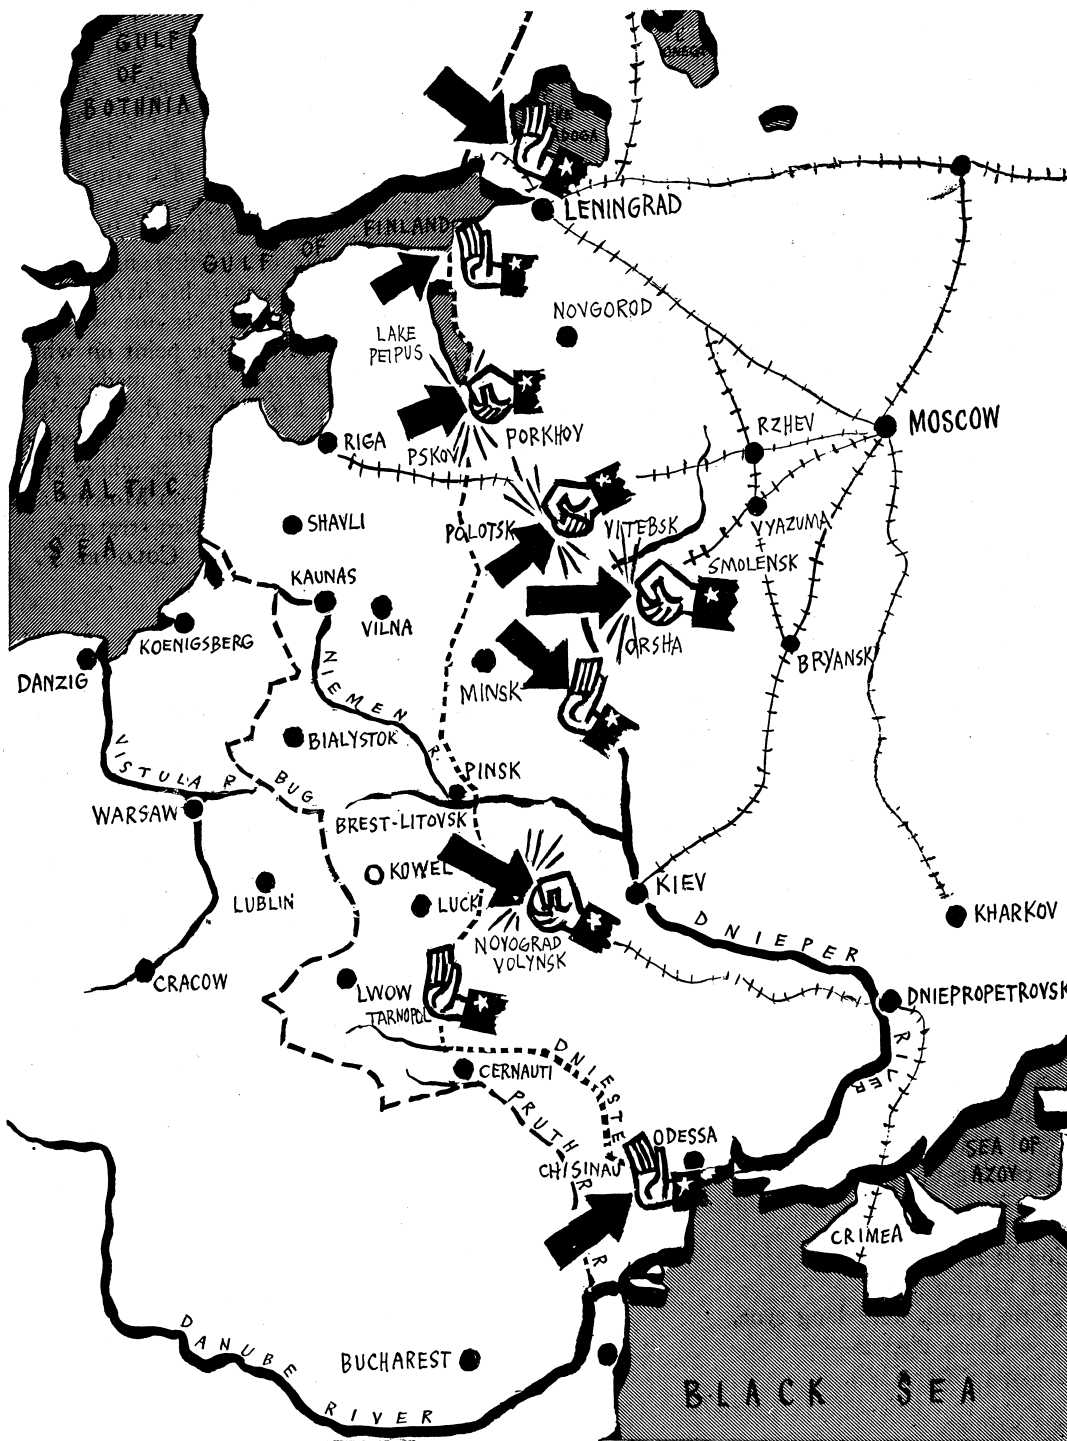 GULF
OF
BOTHNIA
LENINGRAD
FINLAND
OF
GULF
NOVGOROD
LAKE
PEIPUS
RZHEV
MOSCOW
RIGA
PSKOV
PORKHOV
BALTIC
SEA
SHAVLI
POLOTSK
VITEBSK
VYAZUMA
SMOLENSK
KAUNAS
VILNA
KOENIGSBERG
ORSHA
BRYANSK
DANZIG
MINSK
NIEMEN R
BIALYSTOK
VISTULA R
BUG
PINSK
WARSAW
BREST-LITOVSK
KOWEL
KIEV
LUBLIN
LUCK
KHARKOV
DNIEPER
RIVER
NOVOGRAD
VOLYNSK
CRACOW
LWOW
TARNOPOL
DNIEPROPETROVSK
DNIESTE
CERNAUTI
PRUTH R
R
ODESSA
CHISINAU
SEA OF
AZOV
CRIMEA
DANUBE
RIVER
BUCHAREST
BLACK SEA